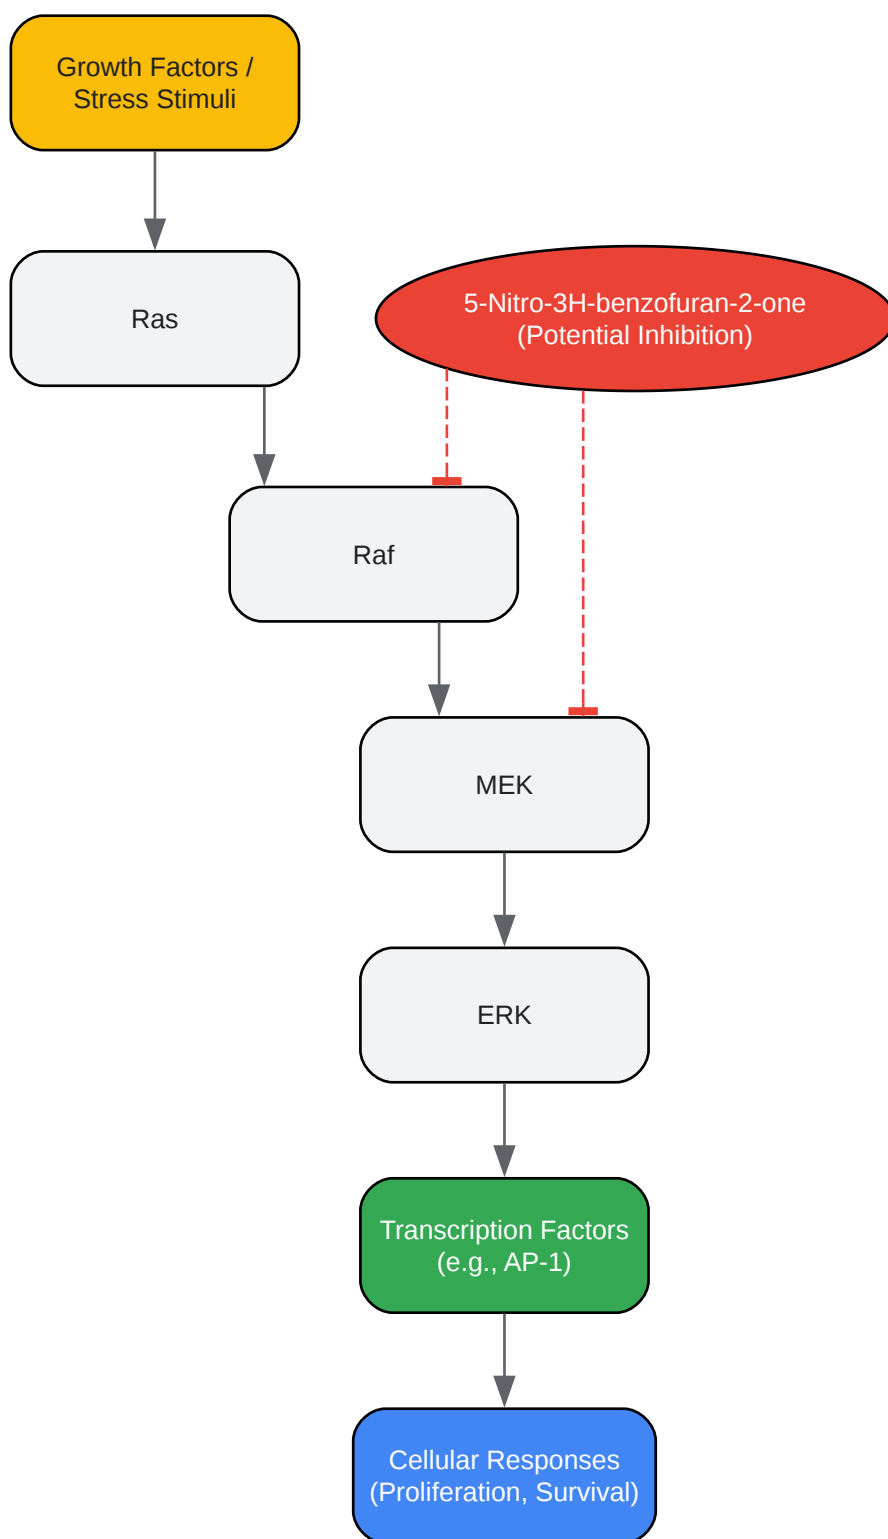 Growth Factors /
Stress Stimuli
Ras
5-Nitro-3H-benzofuran-2-one
(Potential Inhibition)
Raf
MEK
ERK
Transcription Factors
(e.g., AP-1)
Cellular Responses
(Proliferation, Survival)